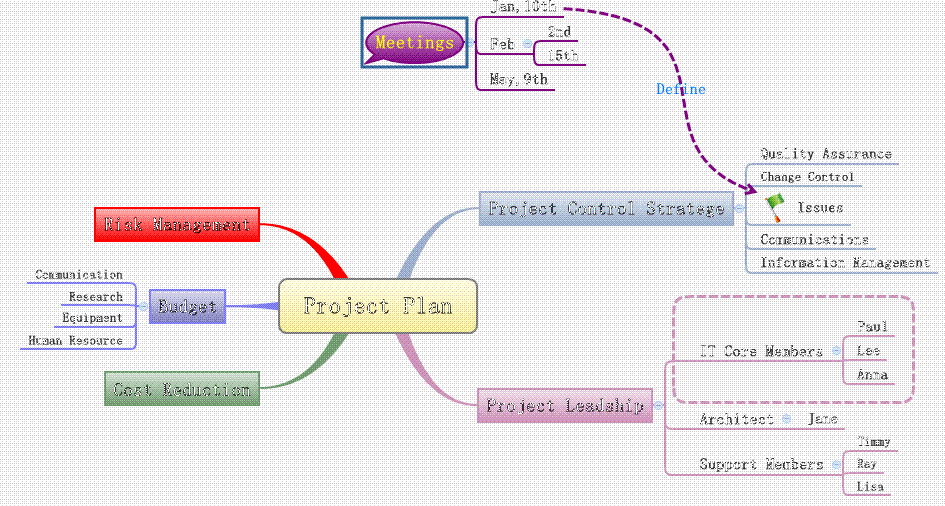 Meetings
Jan, 10th
Feb
2nd
15th
May, 9th
Define
Project Plan
Project Control Stratege
Quality Assurance
Change Control
Issues
Communications
Information Management
Risk Management
Budget
Communication
Research
Equipment
Human Resource
Cost Reduction
Project Leadship
IT Core Members
Paul
Lee
Anna
Architect
Jane
Support Members
Timmy
Ray
Lisa